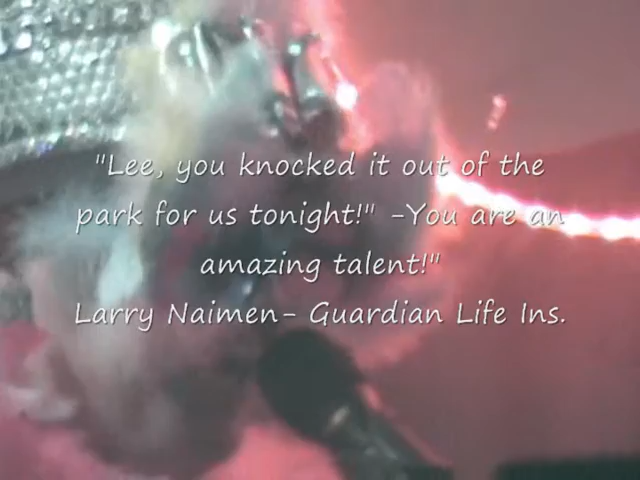 "Lee, you knocked it out of the
park for us tonight!" -You are an
amazing talent!"
Larry Naimen- Guardian Life Ins.